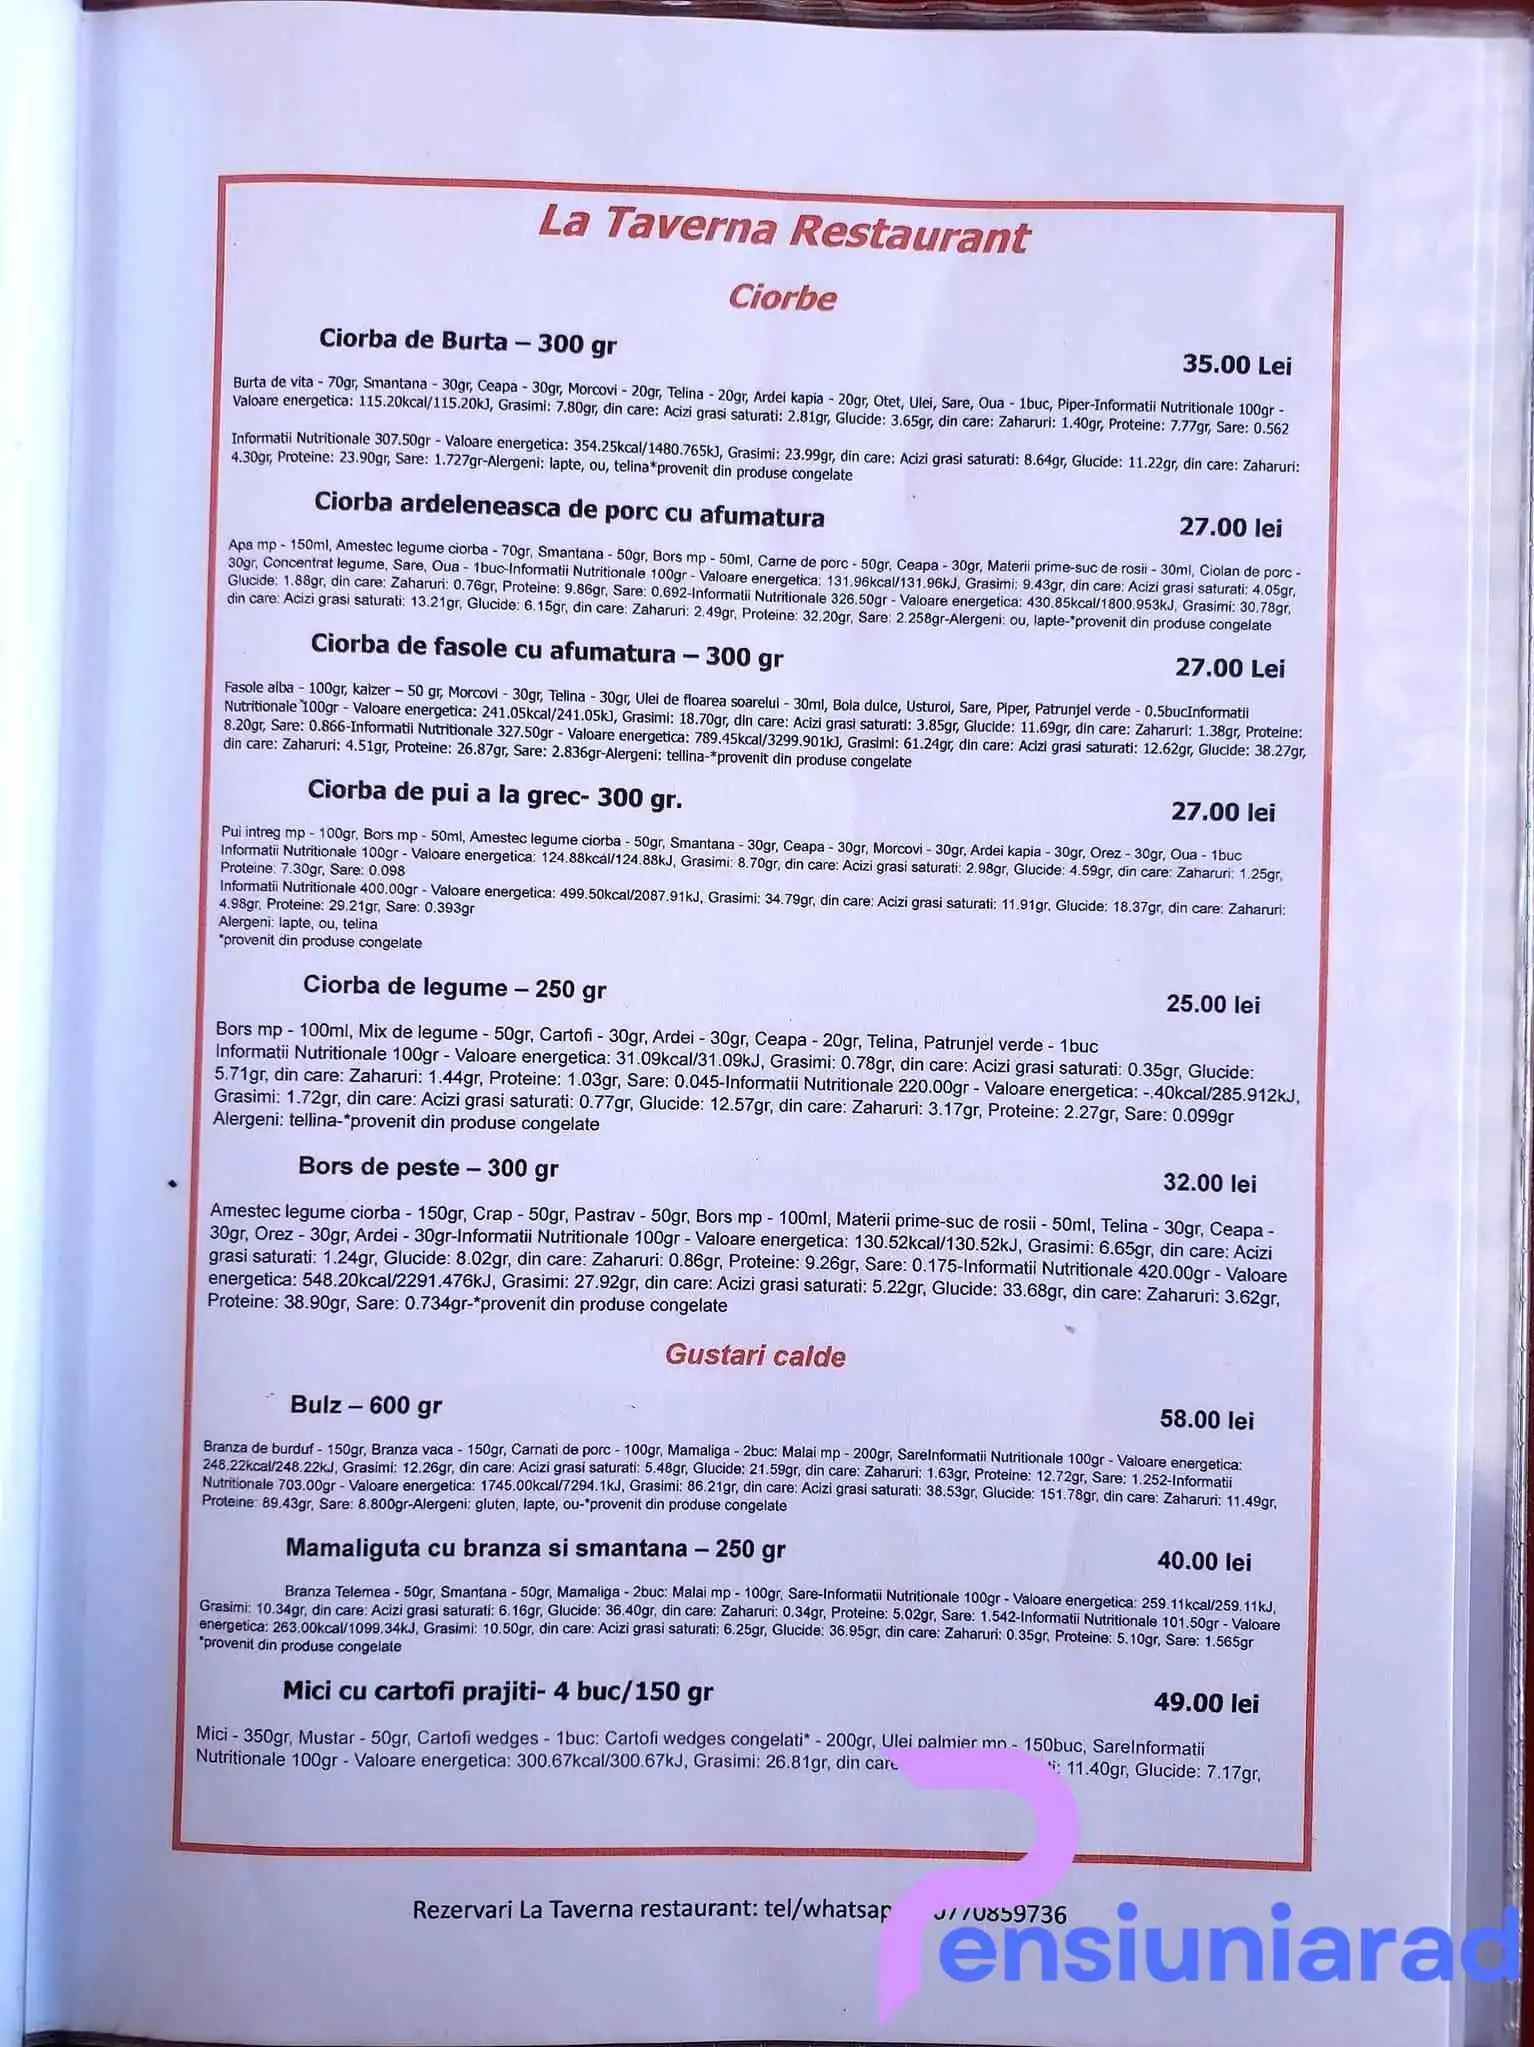 La Taverna Restaurant
Ciorbe
Ciorba de Burta – 300 gr
35.00 Lei
Burta de vita - 70gr, Smantana - 30gr, Ceapa - 30gr, Morcovi - 20gr, Telina - 20gr, Ardei kapia - 20gr, Otet, Ulei, Sare, Oua - 1buc, Piper-Informatii Nutritionale 100gr -
Valoare energetica: 115.20kcal/115.20kJ, Grasimi: 7.80gr, din care: Acizi grasi saturati: 2.81gr, Glucide: 3.65gr, din care: Zaharuri: 1.40gr, Proteine: 7.77gr, Sare: 0.562
Informatii Nutritionale 307.50gr - Valoare energetica: 354.25kcal/1480.765kJ, Grasimi: 23.99gr, din care: Acizi grasi saturati: 8.64gr, Glucide: 11.22gr, din care: Zaharuri:
4.30gr, Proteine: 23.90gr, Sare: 1.727gr-Alergeni: lapte, ou, telina*provenit din produse congelate
Ciorba ardeleneasca de porc cu afumatura
27.00 lei
Apa mp - 150ml, Amestec legume ciorba - 70gr, Smantana - 50gr, Bors mp - 50ml, Carne de porc - 50gr, Ceapa - 30gr, Materii prime-suc de rosii - 30ml, Ciolan de porc -
30gr, Concentrat legume, Sare, Oua - 1buc-Informatii Nutritionale 100gr - Valoare energetica: 131.96kcal/131.96kJ, Grasimi: 9.43gr, din care: Acizi grasi saturati: 4.05gr,
Glucide: 1.88gr, din care: Zaharuri: 0.76gr, Proteine: 9.86gr, Sare: 0.692-Informatii Nutritionale 326.50gr - Valoare energetica: 430.85kcal/1800.953kJ, Grasimi: 30.78gr,
din care: Acizi grasi saturati: 13.21gr, Glucide: 6.15gr, din care: Zaharuri: 2.49gr, Proteine: 32.20gr, Sare: 2.258gr-Alergeni: ou, lapte-*provenit din produse congelate
Ciorba de fasole cu afumatura – 300 gr
27.00 Lei
Fasole alba - 100gr, kaizer – 50 gr, Morcovi - 30gr, Telina - 30gr, Ulei de floarea soarelui - 30ml, Boia dulce, Usturoi, Sare, Piper, Patrunjel verde - 0.5bucInformatii
Nutritionale 100gr - Valoare energetica: 241.05kcal/241.05kJ, Grasimi: 18.70gr, din care: Acizi grasi saturati: 3.85gr, Glucide: 11.69gr, din care: Zaharuri: 1.38gr, Proteine:
8.20gr, Sare: 0.866-Informatii Nutritionale 327.50gr - Valoare energetica: 789.45kcal/3299.901kJ, Grasimi: 61.24gr, din care: Acizi grasi saturati: 12.62gr, Glucide: 38.27gr,
din care: Zaharuri: 4.51gr, Proteine: 26.87gr, Sare: 2.836gr-Alergeni: tellina-*provenit din produse congelate
Ciorba de pui a la grec- 300 gr.
27.00 lei
Pui intreg mp - 100gr, Bors mp - 50ml, Amestec legume ciorba - 50gr, Smantana - 30gr, Ceapa - 30gr, Morcovi - 30gr, Ardei kapia - 30gr, Orez - 30gr, Oua - 1buc
Informatii Nutritionale 100gr - Valoare energetica: 124.88kcal/124.88kJ, Grasimi: 8.70gr, din care: Acizi grasi saturati: 2.98gr, Glucide: 4.59gr, din care: Zaharuri: 1.25gr,
Proteine: 7.30gr, Sare: 0.098
Informatii Nutritionale 400.00gr - Valoare energetica: 499.50kcal/2087.91kJ, Grasimi: 34.79gr, din care: Acizi grasi saturati: 11.91gr, Glucide: 18.37gr, din care: Zaharuri:
4.98gr, Proteine: 29.21gr, Sare: 0.393gr
Alergeni: lapte, ou, telina
*provenit din produse congelate
Ciorba de legume – 250 gr
25.00 lei
Bors mp - 100ml, Mix de legume - 50gr, Cartofi - 30gr, Ardei - 30gr, Ceapa - 20gr, Telina, Patrunjel verde - 1buc
Informatii Nutritionale 100gr - Valoare energetica: 31.09kcal/31.09kJ, Grasimi: 0.78gr, din care: Acizi grasi saturati: 0.35gr, Glucide:
5.71gr, din care: Zaharuri: 1.44gr, Proteine: 1.03gr, Sare: 0.045-Informatii Nutritionale 220.00gr - Valoare energetica: -.40kcal/285.912kJ,
Grasimi: 1.72gr, din care: Acizi grasi saturati: 0.77gr, Glucide: 12.57gr, din care: Zaharuri: 3.17gr, Proteine: 2.27gr, Sare: 0.099gr
Alergeni: tellina-*provenit din produse congelate
Bors de peste – 300 gr
32.00 lei
Amestec legume ciorba - 150gr, Crap - 50gr, Pastrav - 50gr, Bors mp - 100ml, Materii prime-suc de rosii - 50ml, Telina - 30gr, Ceapa -
30gr, Orez - 30gr, Ardei - 30gr-Informatii Nutritionale 100gr - Valoare energetica: 130.52kcal/130.52kJ, Grasimi: 6.65gr, din care: Acizi
grasi saturati: 1.24gr, Glucide: 8.02gr, din care: Zaharuri: 0.86gr, Proteine: 9.26gr, Sare: 0.175-Informatii Nutritionale 420.00gr - Valoare
energetica: 548.20kcal/2291.476kJ, Grasimi: 27.92gr, din care: Acizi grasi saturati: 5.22gr, Glucide: 33.68gr, din care: Zaharuri: 3.62gr,
Proteine: 38.90gr, Sare: 0.734gr-*provenit din produse congelate
Gustari calde
Bulz – 600 gr
58.00 lei
Branza de burduf - 150gr, Branza vaca - 150gr, Carnati de porc - 100gr, Mamaliga - 2buc: Malai mp - 200gr, SareInformatii Nutritionale 100gr - Valoare energetica:
248.22kcal/248.22kJ, Grasimi: 12.26gr, din care: Acizi grasi saturati: 5.48gr, Glucide: 21.59gr, din care: Zaharuri: 1.63gr, Proteine: 12.72gr, Sare: 1.252-Informatii
Nutritionale 703.00gr - Valoare energetica: 1745.00kcal/7294.1kJ, Grasimi: 86.21gr, din care: Acizi grasi saturati: 38.53gr, Glucide: 151.78gr, din care: Zaharuri: 11.49gr,
Proteine: 89.43gr, Sare: 8.800gr-Alergeni: gluten, lapte, ou-*provenit din produse congelate
Mamaliguta cu branza si smantana – 250 gr
40.00 lei
Branza Telemea - 50gr, Smantana - 50gr, Mamaliga - 2buc: Malai mp - 100gr, Sare-Informatii Nutritionale 100gr - Valoare energetica: 259.11kcal/259.11kJ,
Grasimi: 10.34gr, din care: Acizi grasi saturati: 6.16gr, Glucide: 36.40gr, din care: Zaharuri: 0.34gr, Proteine: 5.02gr, Sare: 1.542-Informatii Nutritionale 101.50gr - Valoare
energetica: 263.00kcal/1099.34kJ, Grasimi: 10.50gr, din care: Acizi grasi saturati: 6.25gr, Glucide: 36.95gr, din care: Zaharuri: 0.35gr, Proteine: 5.10gr, Sare: 1.565gr
*provenit din produse congelate
Mici cu cartofi prajiti- 4 buc/150 gr
49.00 lei
Mici - 350gr, Mustar - 50gr, Cartofi wedges - 1buc: Cartofi wedges congelati* - 200gr, Ulei palmier mp - 150buc, SareInformatii
Nutritionale 100gr - Valoare energetica: 300.67kcal/300.67kJ, Grasimi: 26.81gr, din 11.40gr, Glucide: 7.17gr,
Rezervari La Taverna restaurant: tel/whatsap 0770859736
Pensiuniarad